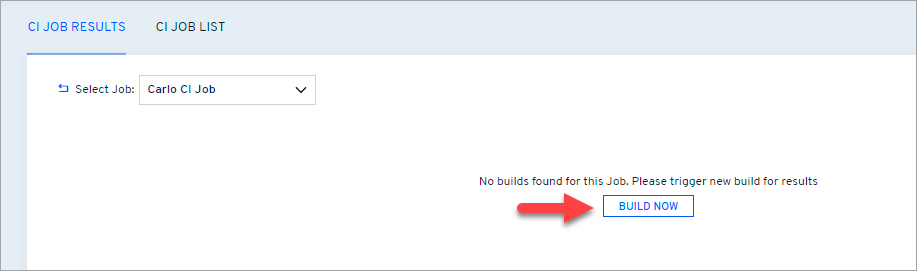 CI JOB RESULTS CI JOB LIST
Select Job: Carlo CI Job
No builds found for this Job. Please trigger new build for results
BUILD NOW